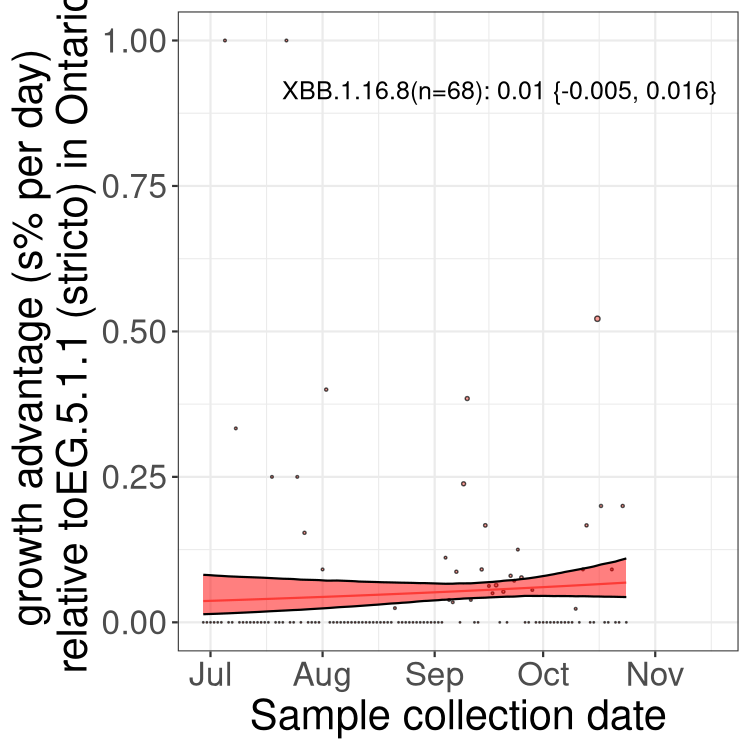 growth advantage (s% per day)
relative toEG.5.1.1 (stricto) in Ontario
1.00
XBB.1.16.8(n=68): 0.01 {-0.005, 0.016}
0.75
0.50
0.25
0.00
Jul Aug Sep Oct Nov
Sample collection date